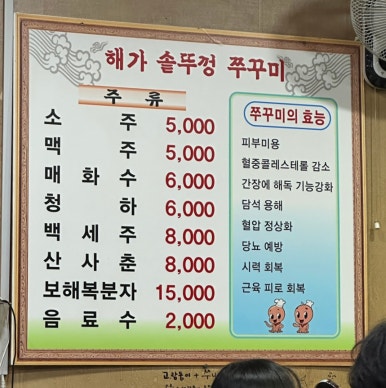 해가 솥뚜껑 쭈꾸미
주 류
소 주 5,000
맥 주 5,000
매 화 수 6,000
청 하 6,000
백 세 주 8,000
산 사 춘 8,000
보해복분자 15,000
음 료 수 2,000
쭈꾸미의 효능
피부미용
혈중콜레스테롤 감소
간장에 해독 기능강화
담석 용해
혈압 정상화
당뇨 예방
시력 회복
근육 피로 회복